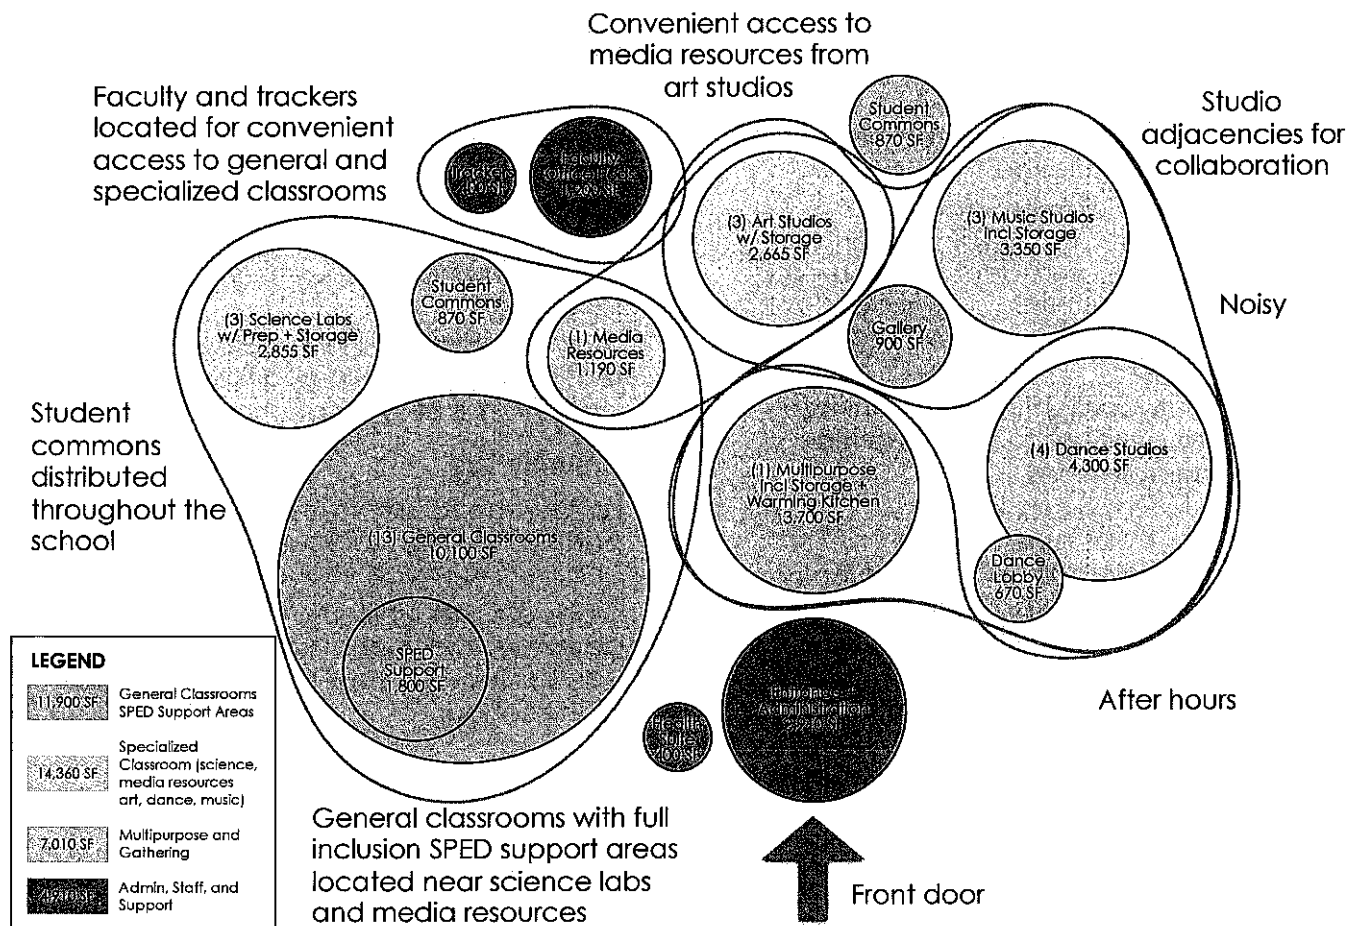 Convenient access to
media resources from
art studios
Faculty and trackers
located for convenient
access to general and
specialized classrooms
Student
Commons
870 SF
Studio
adjacencies for
collaboration
Trackers
Faculty
(3) Art Studios
w/ Storage
2,665 SF
(3) Music Studios
Incl Storage
3,350 SF
Student
Commons
870 SF
(3) Science Labs
w/ Prep + Storage
2,855 SF
(1) Media
Resources
1,190 SF
Gallery
900 SF
Noisy
Student
commons
distributed
throughout the
school
(1) Multipurpose
Incl Storage +
Warming Kitchen
3,700 SF
(4) Dance Studios
4,300 SF
(13) General Classrooms
10,100 SF
Dance
Lobby
670 SF
SPED
Support
1,800 SF
Administration
Health
400 SF
After hours
LEGEND
11,900 SF
General Classrooms
SPED Support Areas
14,360 SF
Specialized
Classroom (science,
media resources
art, dance, music)
7,010 SF
Multipurpose and
Gathering
Admin, Staff, and
Support
General classrooms with full
inclusion SPED support areas
located near science labs
and media resources
Front door